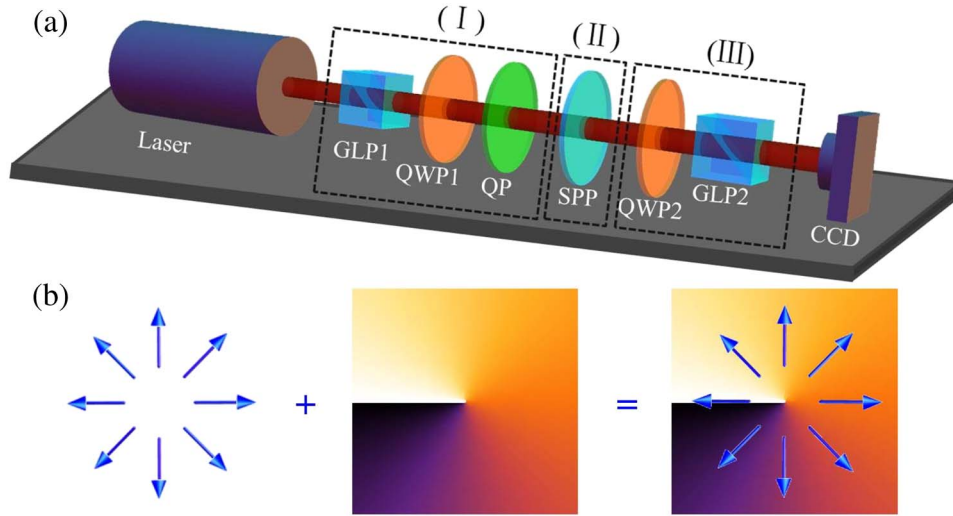 (a)
(I)
(II)
(III)
Laser
GLP1
QWP1
QP
SPP
QWP2
GLP2
CCD
(b)
+
=